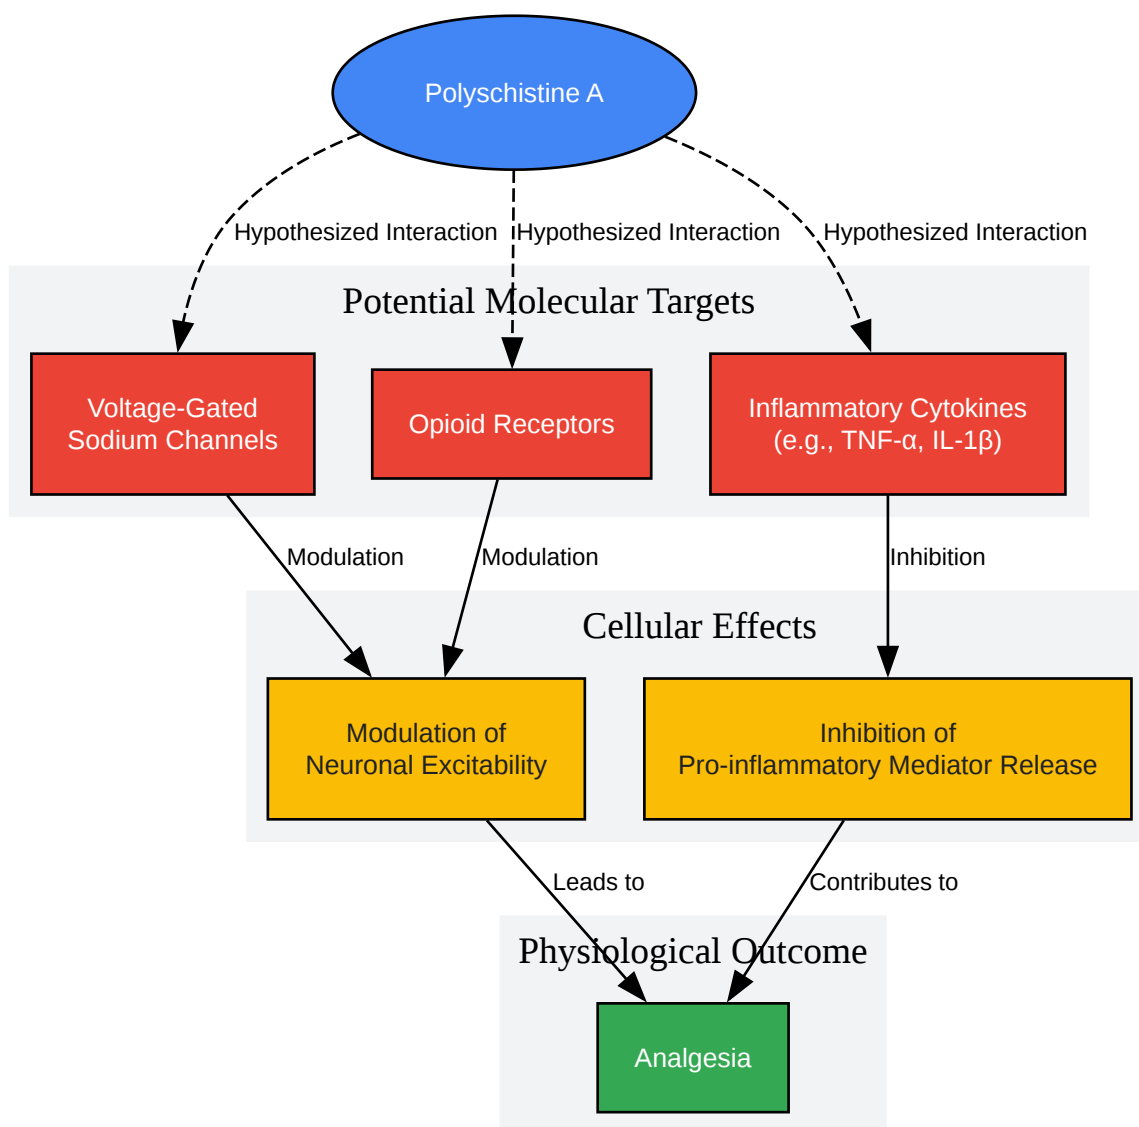 Polyschistine A
Hypothesized Interaction
Hypothesized Interaction
Hypothesized Interaction
Potential Molecular Targets
Voltage-Gated
Sodium Channels
Opioid Receptors
Inflammatory Cytokines
(e.g., TNF-α, IL-1β)
Modulation
Modulation
Inhibition
Cellular Effects
Modulation of
Neuronal Excitability
Inhibition of
Pro-inflammatory Mediator Release
Leads to
Contributes to
Physiological Outcome
Analgesia